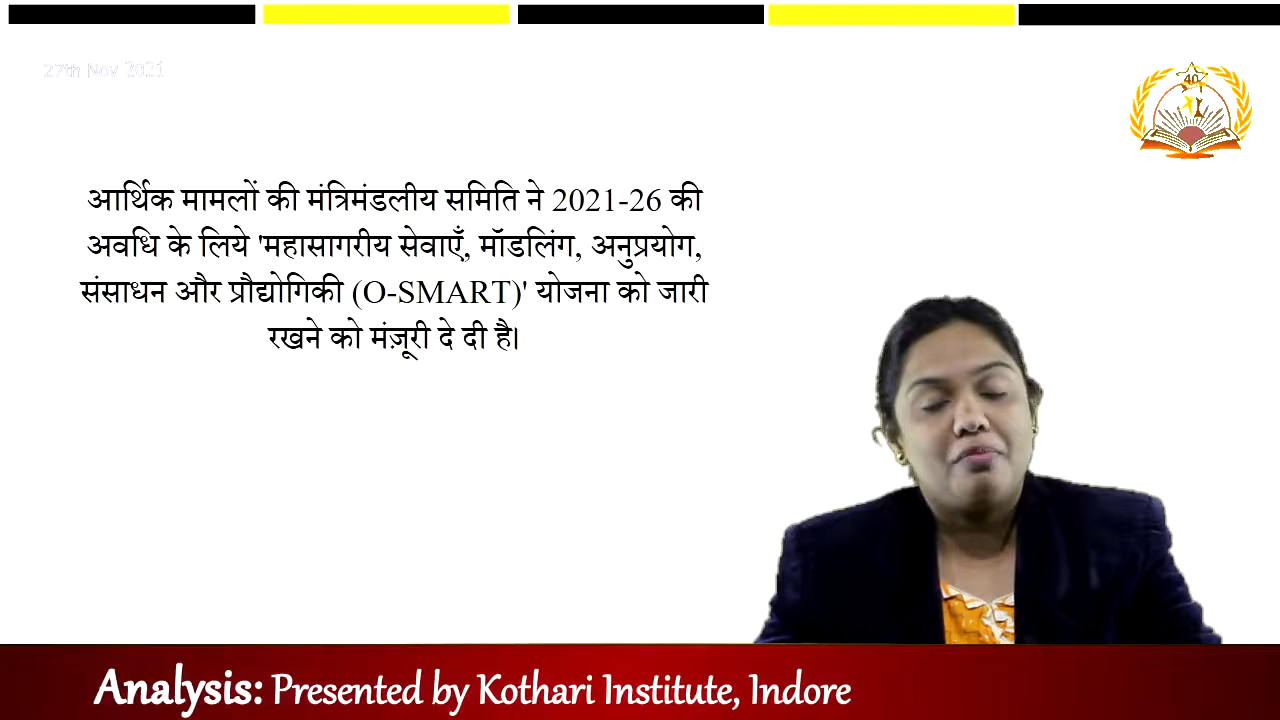 27th Nov 2021
40
आर्थिक मामलों की मंत्रिमंडलीय समिति ने 2021-26 की
अवधि के लिये 'महासागरीय सेवाएँ, मॉडलिंग, अनुप्रयोग,
संसाधन और प्रौद्योगिकी (O-SMART)' योजना को जारी
रखने को मंज़ूरी दे दी है।
Analysis: Presented by Kothari Institute, Indore